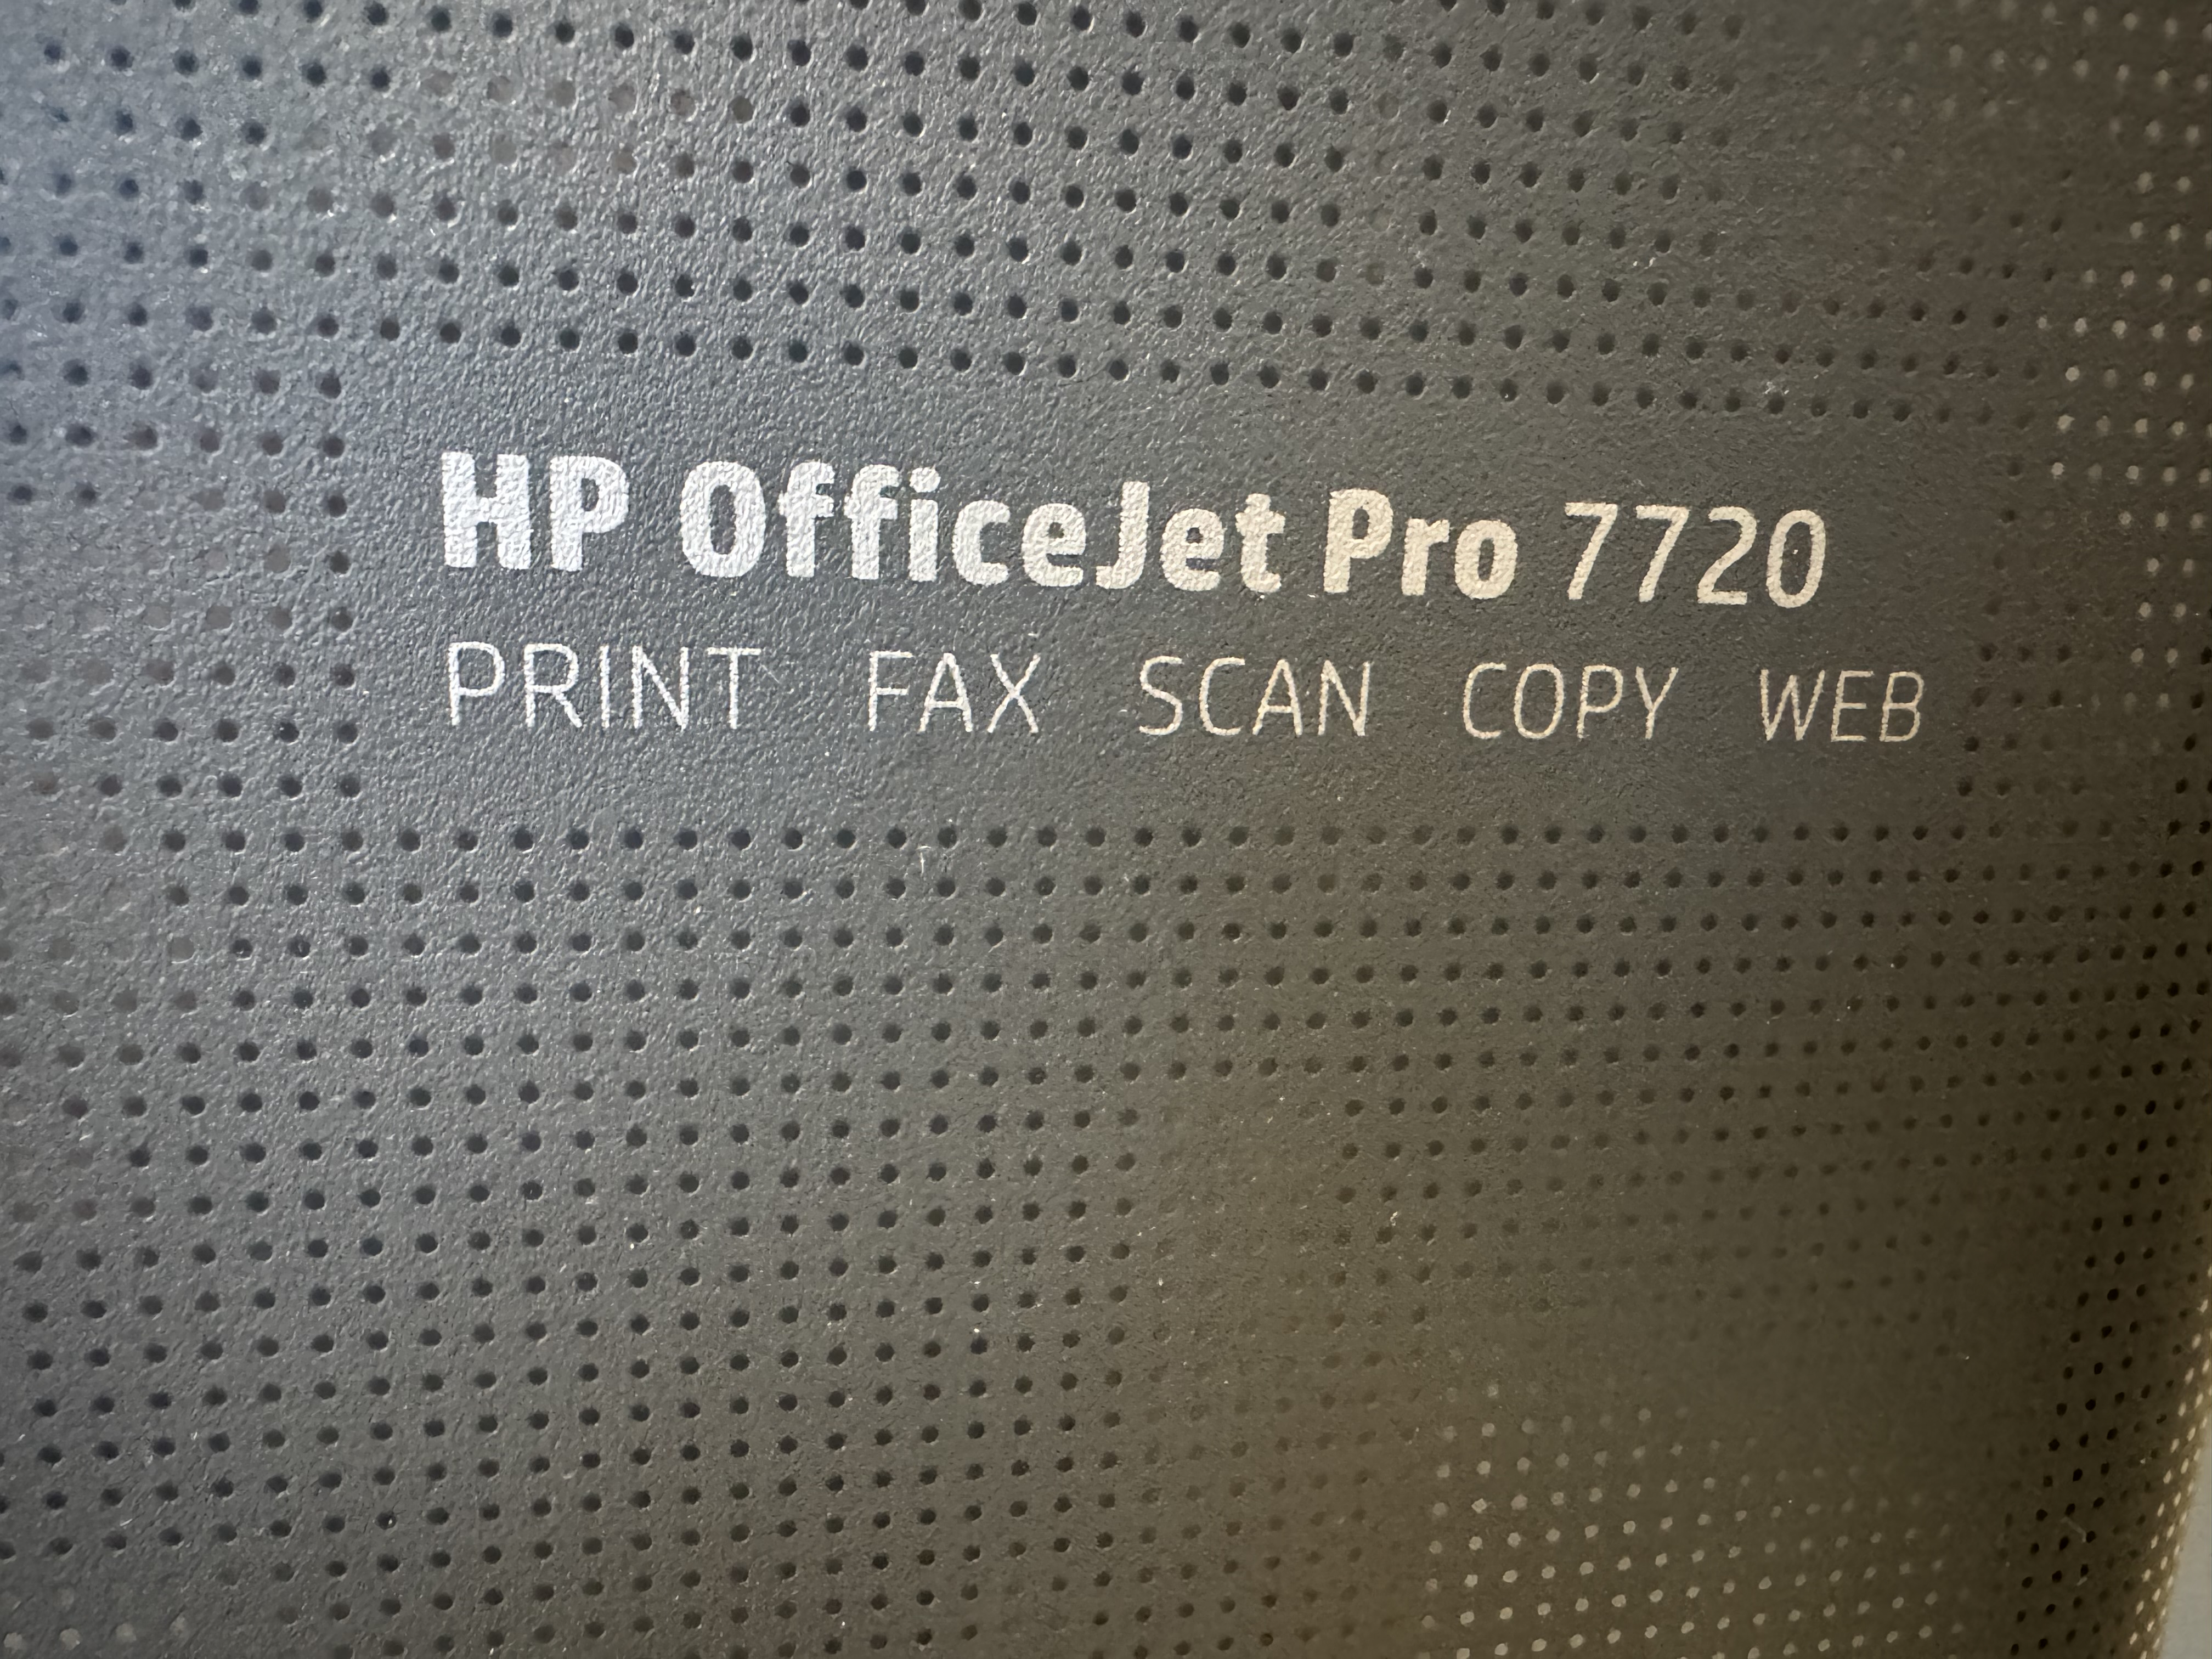 HP OfficeJet Pro 7720
PRINT FAX SCAN COPY WEB